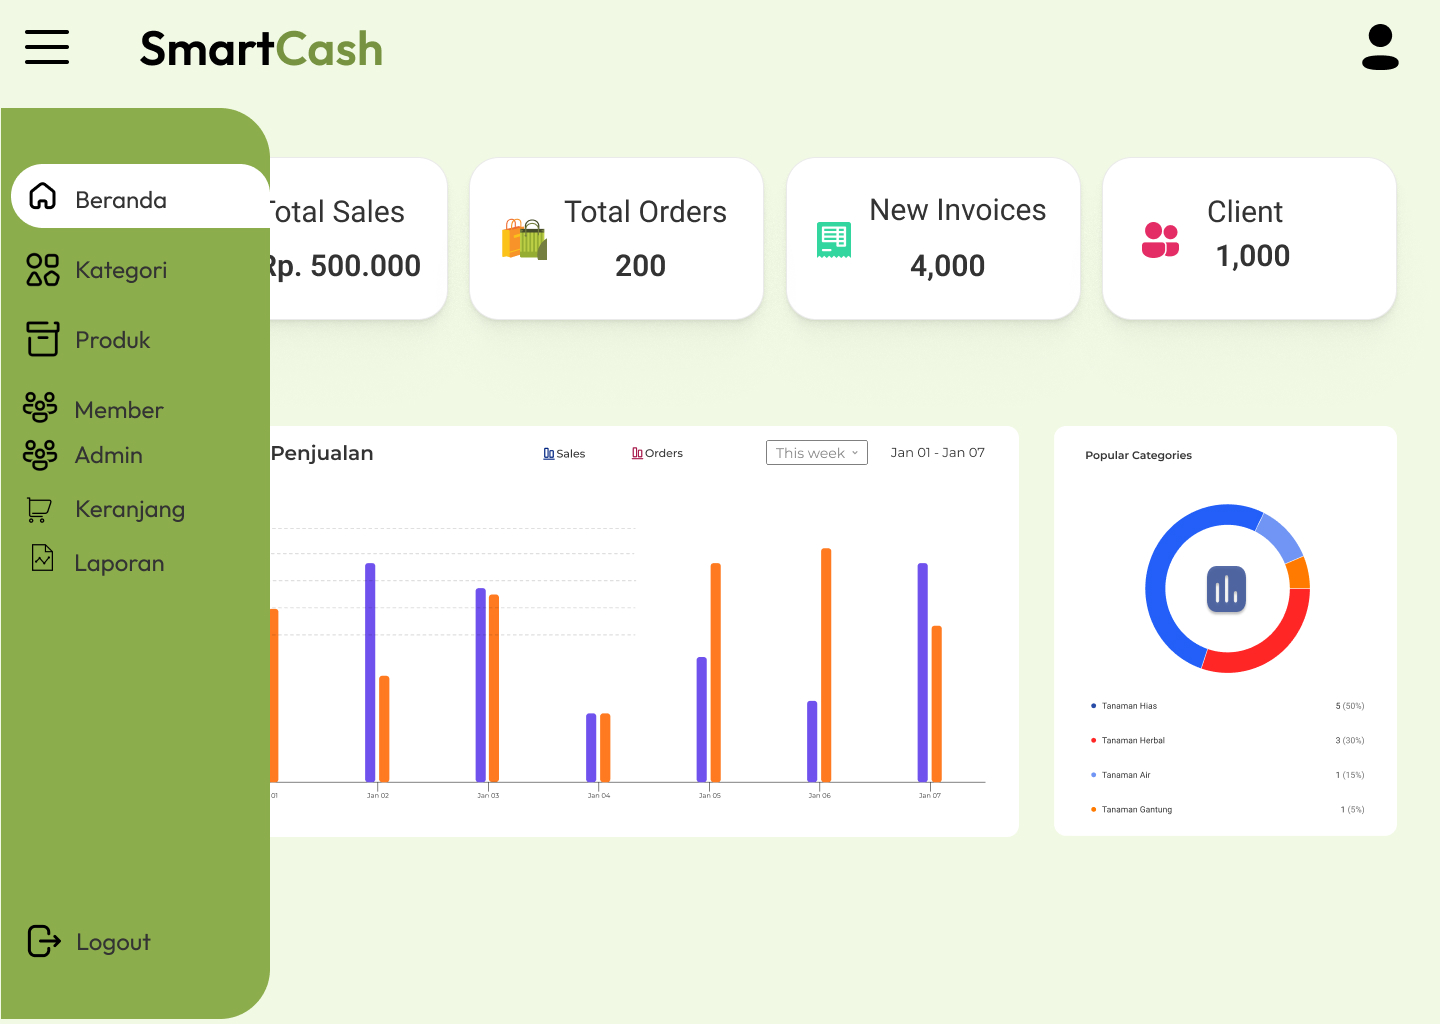 SmartCash
Beranda
Kategori
Produk
Member
Admin
Keranjang
Laporan
Logout
Total Sales
Rp. 500.000
Total Orders
200
New Invoices
4,000
Client
1,000
Penjualan
Sales
Orders
This week
Jan 01 - Jan 07
01
Jan 02
Jan 03
Jan 04
Jan 05
Jan 06
Jan 07
Popular Categories
Tanaman Hias 5 (50%)
Tanaman Herbal 3 (30%)
Tanaman Air 1 (15%)
Tanaman Gantung 1 (5%)